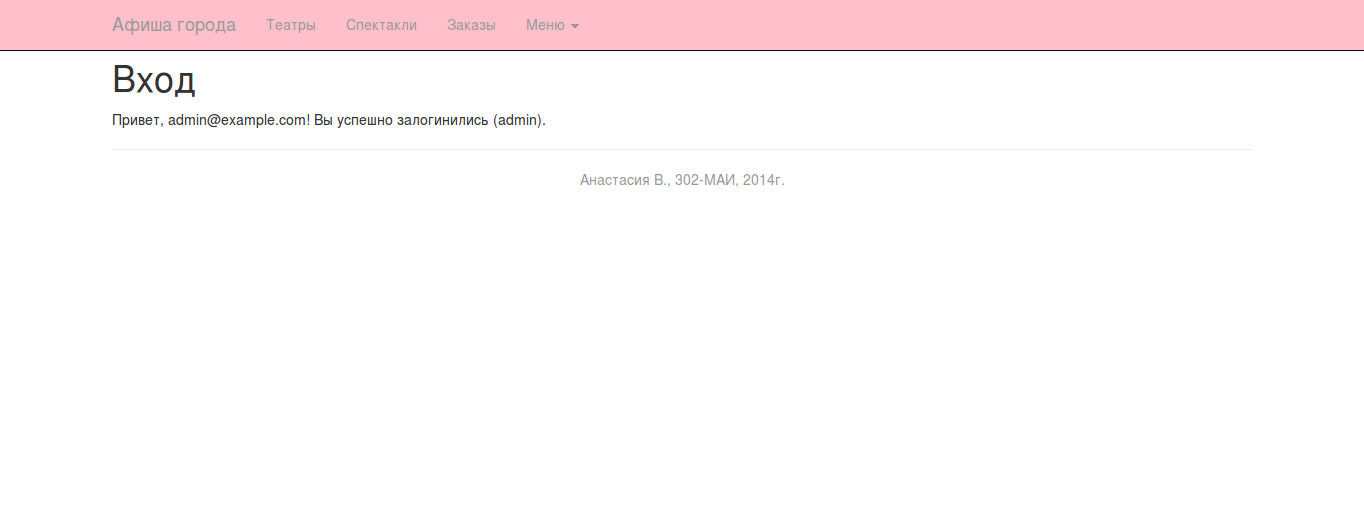 Афиша города Театры Спектакли Заказы Меню
Вход
Привет, admin@example.com! Вы успешно залогинились (admin).
Анастасия В., 302-МАИ, 2014г.